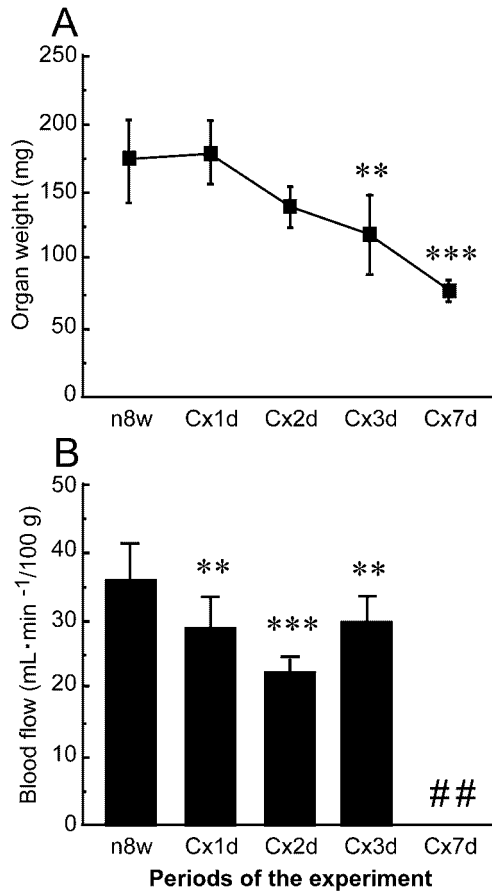 A
250
200
150
100
50
0
Organ weight (mg)
**
***
n8w Cx1d Cx2d Cx3d Cx7d
B
50
40
30
20
10
0
Blood flow (mL·min -1/100 g)
**
***
**
##
n8w Cx1d Cx2d Cx3d Cx7d
Periods of the experiment